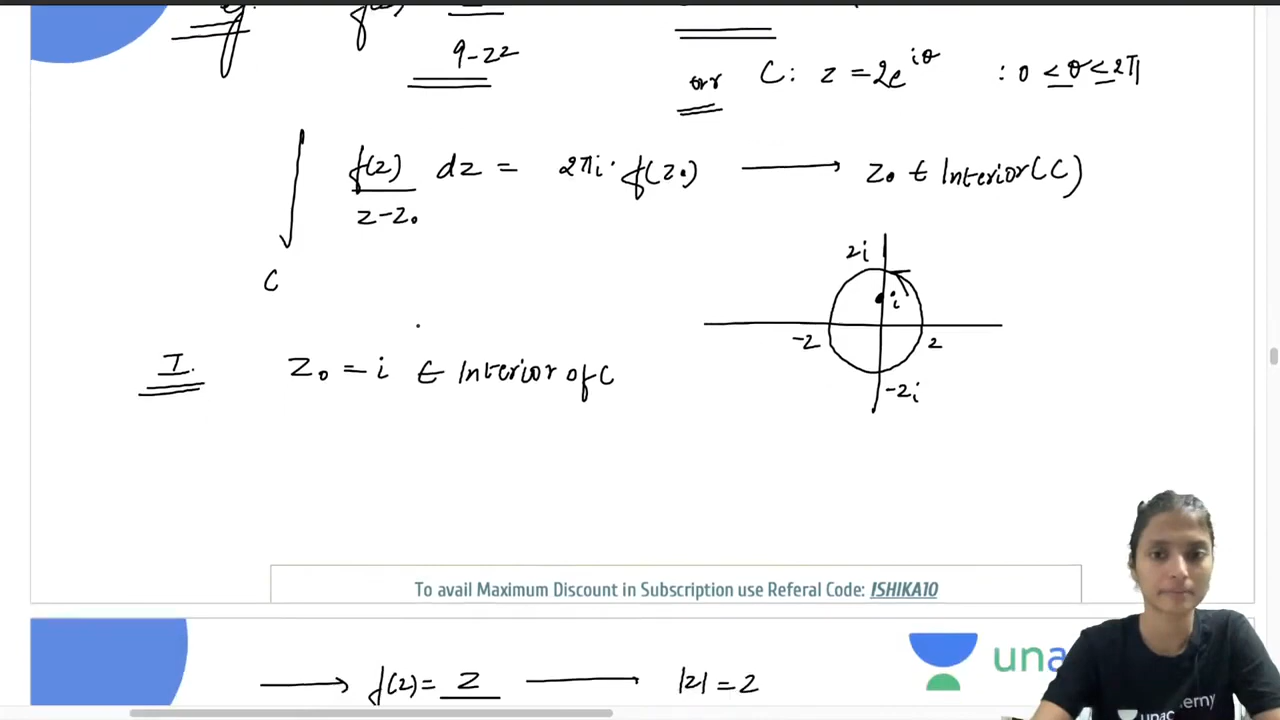 eg.
9-z²
or C: z = 2e^{iθ} : 0 ≤ θ ≤ 2π
∫ f(z)/(z-z₀) dz = 2πi · f(z₀) ⟶ z₀ ∈ Interior(C)
C
2i
i
-2 2
-2i
I. z₀ = i ∈ Interior of C
To avail Maximum Discount in Subscription use Referal Code: ISHIKA10
una
⟶ f(z) = z ⟶ |z| = 2